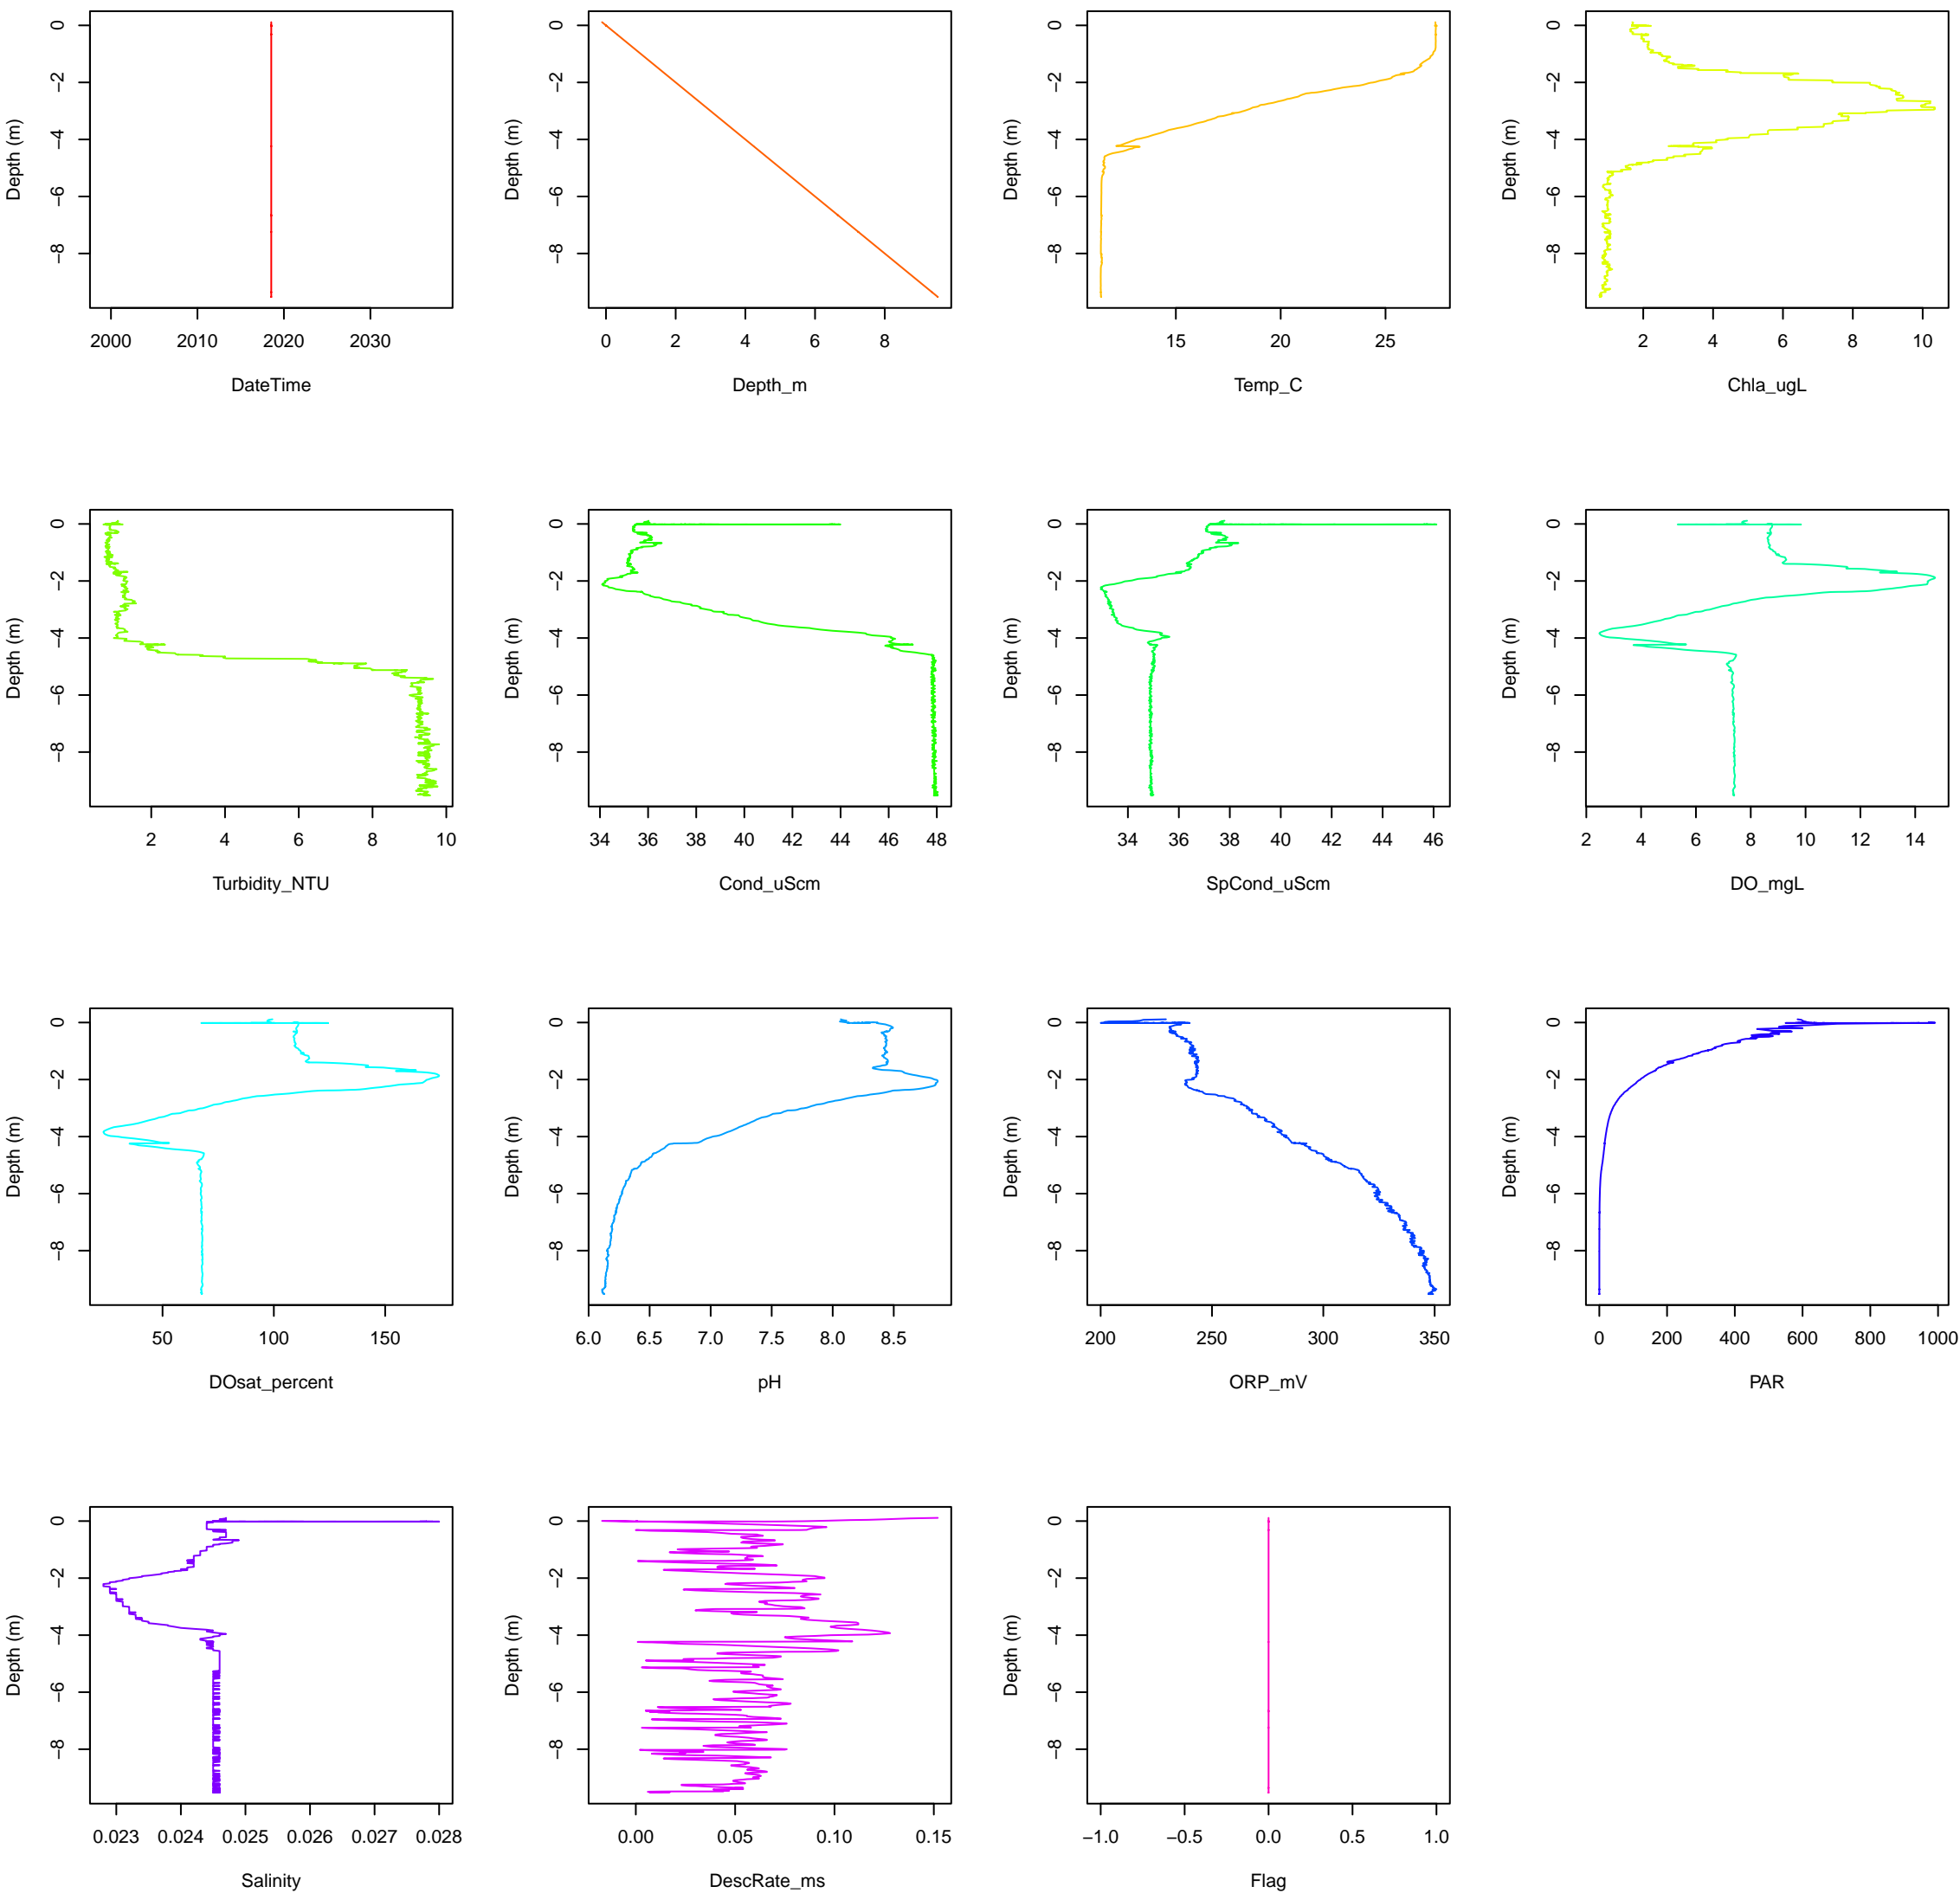 0 −2 −4 −6 −8
Depth (m)
2000 2010 2020 2030
DateTime
0 −2 −4 −6 −8
Depth (m)
0 2 4 6 8
Depth_m
0 −2 −4 −6 −8
Depth (m)
15 20 25
Temp_C
0 −2 −4 −6 −8
Depth (m)
2 4 6 8 10
Chla_ugL
0 −2 −4 −6 −8
Depth (m)
2 4 6 8 10
Turbidity_NTU
0 −2 −4 −6 −8
Depth (m)
34 36 38 40 42 44 46 48
Cond_uScm
0 −2 −4 −6 −8
Depth (m)
34 36 38 40 42 44 46
SpCond_uScm
0 −2 −4 −6 −8
Depth (m)
2 4 6 8 10 12 14
DO_mgL
0 −2 −4 −6 −8
Depth (m)
50 100 150
DOsat_percent
0 −2 −4 −6 −8
Depth (m)
6.0 6.5 7.0 7.5 8.0 8.5
pH
0 −2 −4 −6 −8
Depth (m)
200 250 300 350
ORP_mV
0 −2 −4 −6 −8
Depth (m)
0 200 400 600 800 1000
PAR
0 −2 −4 −6 −8
Depth (m)
0.023 0.024 0.025 0.026 0.027 0.028
Salinity
0 −2 −4 −6 −8
Depth (m)
0.00 0.05 0.10 0.15
DescRate_ms
0 −2 −4 −6 −8
Depth (m)
−1.0 −0.5 0.0 0.5 1.0
Flag